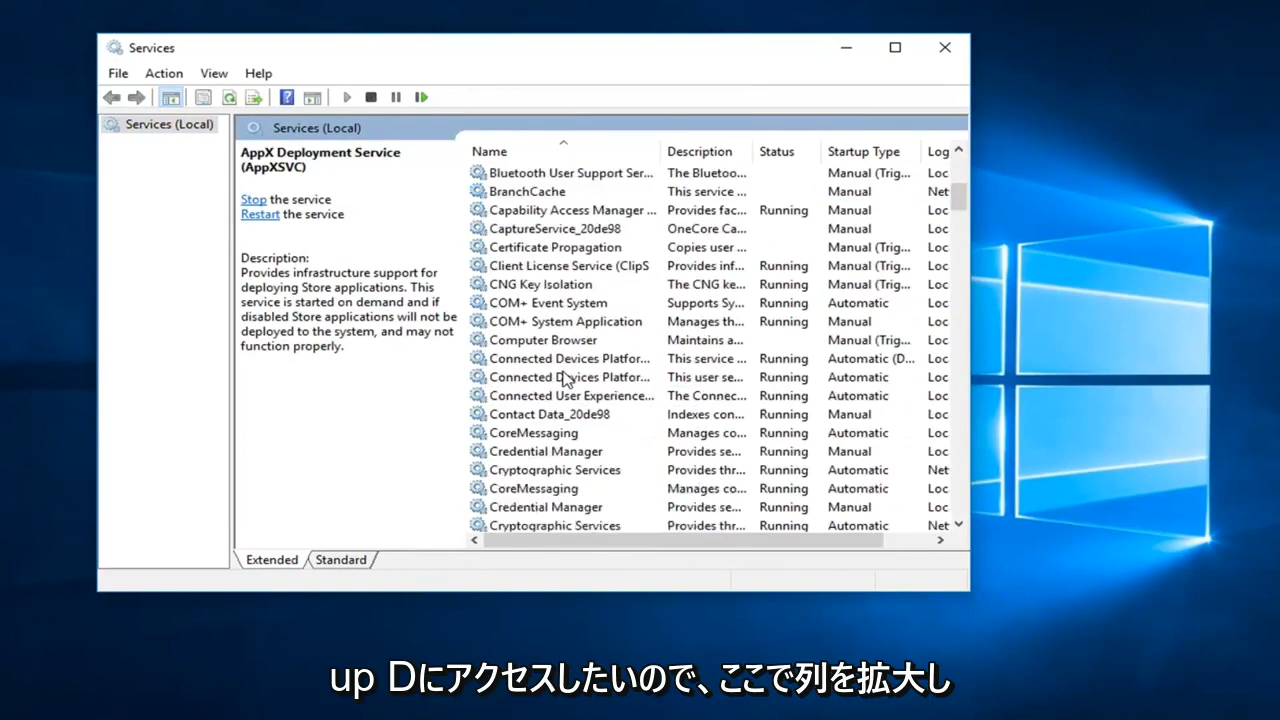 Services
File Action View Help
Services (Local)
Services (Local)
AppX Deployment Service
(AppXSVC)
Stop the service
Restart the service
Description:
Provides infrastructure support for
deploying Store applications. This
service is started on demand and if
disabled Store applications will not be
deployed to the system, and may not
function properly.
Name Description Status Startup Type Log
Bluetooth User Support Ser... The Bluetoo... Manual (Trig... Loc
BranchCache This service ... Manual Net
Capability Access Manager ... Provides fac... Running Manual Loc
CaptureService_20de98 OneCore Ca... Manual Loc
Certificate Propagation Copies user ... Manual (Trig... Loc
Client License Service (ClipS Provides inf... Running Manual (Trig... Loc
CNG Key Isolation The CNG ke... Running Manual (Trig... Loc
COM+ Event System Supports Sy... Running Automatic Loc
COM+ System Application Manages th... Running Manual Loc
Computer Browser Maintains a... Manual (Trig... Loc
Connected Devices Platfor... This service ... Running Automatic (D... Loc
Connected Devices Platfor... This user se... Running Automatic Loc
Connected User Experience... The Connec... Running Automatic Loc
Contact Data_20de98 Indexes con... Running Manual Loc
CoreMessaging Manages co... Running Automatic Loc
Credential Manager Provides se... Running Manual Loc
Cryptographic Services Provides thr... Running Automatic Net
CoreMessaging Manages co... Running Automatic Loc
Credential Manager Provides se... Running Manual Loc
Cryptographic Services Provides thr... Running Automatic Net
Extended Standard
up Dにアクセスしたいので、ここで列を拡大し